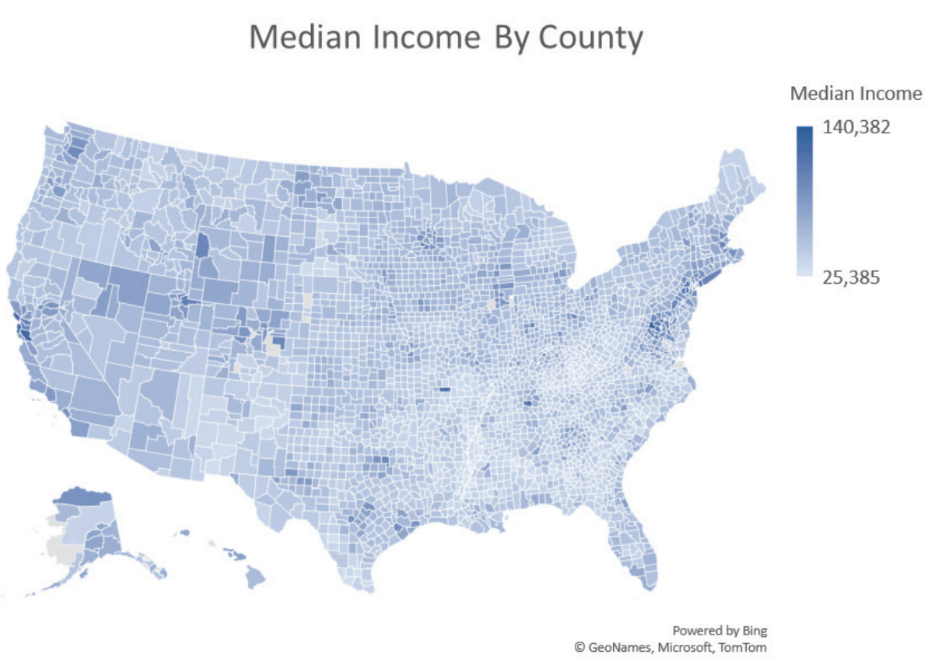 Median Income By County
Median Income
140,382
25,385
Powered by Bing
© GeoNames, Microsoft, TomTom